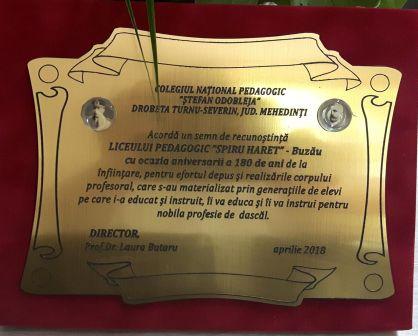 COLEGIUL NAȚIONAL PEDAGOGIC
"ȘTEFAN ODOBLEJA"
DROBETA TURNU-SEVERIN, JUD. MEHEDINȚI
Acordă un semn de recunoștință
LICEULUI PEDAGOGIC "SPIRU HARET" - Buzău
cu ocazia aniversarii a 180 de ani de la
înființare, pentru efortul depus și realizările corpului
profesoral, care s-au materializat prin generațiile de elevi
pe care i-a educat și instruit, îi va educa și îi va instrui pentru
nobila profesie de dascăl.
DIRECTOR,
Prof.Dr. Laura Butaru aprilie 2018